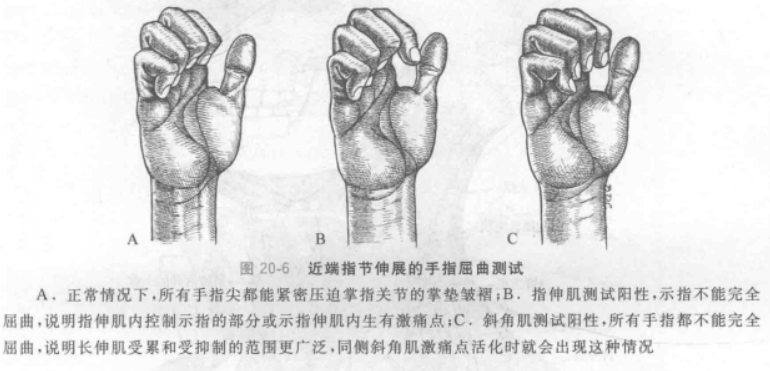 A
B
C
图 20-6 近端指节伸展的手指屈曲测试
A．正常情况下,所有手指尖都能紧密压迫掌指关节的掌垫皱褶;B．指伸肌测试阳性,示指不能完全
屈曲,说明指伸肌内控制示指的部分或示指伸肌内生有激痛点;C．斜角肌测试阳性,所有手指都不能完全
屈曲,说明长伸肌受累和受抑制的范围更广泛,同侧斜角肌激痛点活化时就会出现这种情况